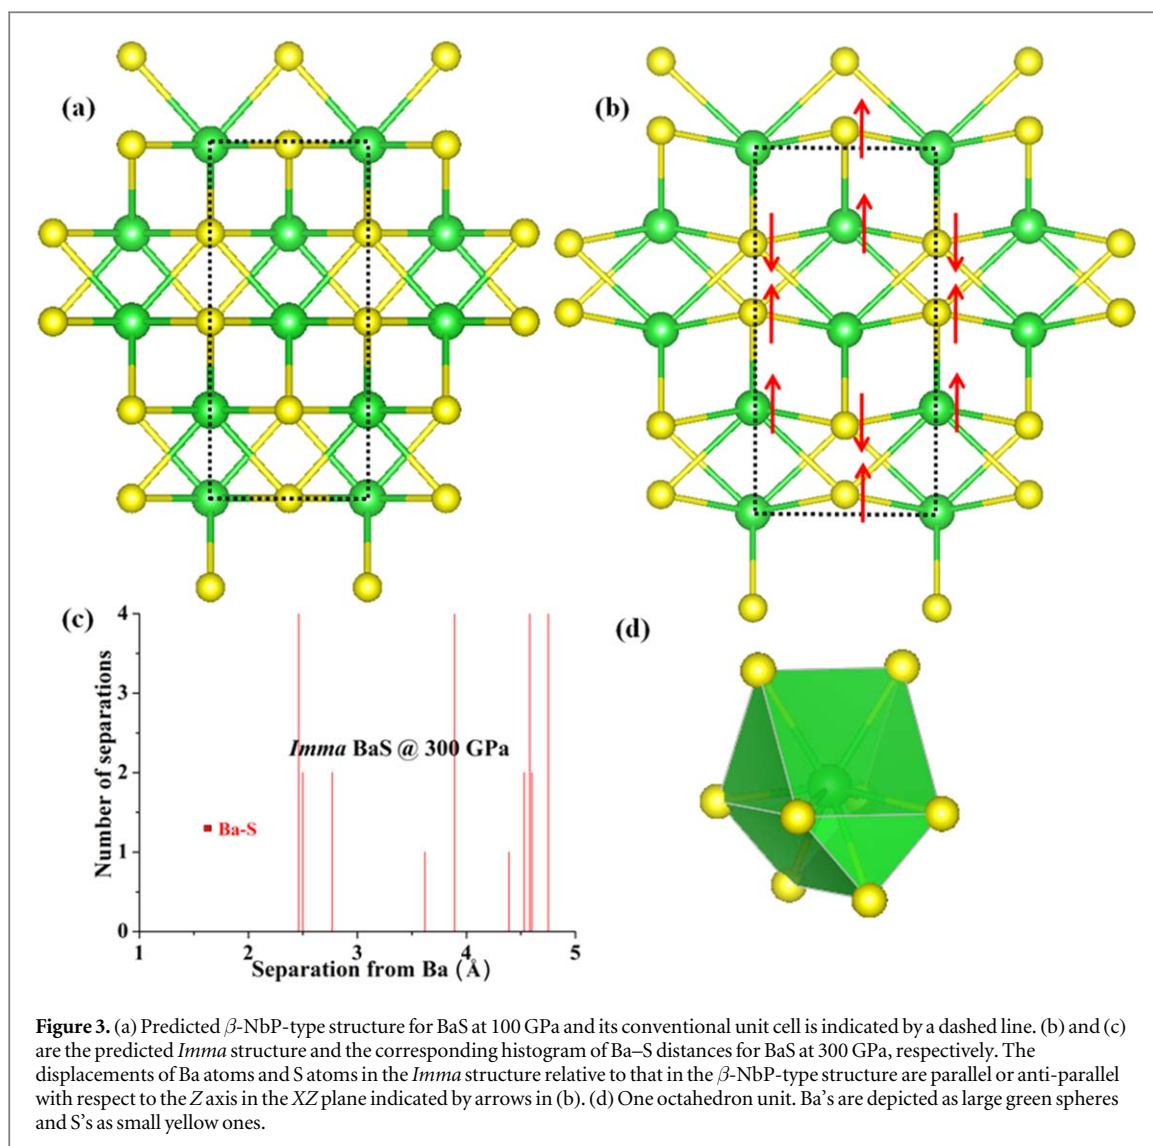 (a)
(b)
(c)
(d)
4
3
2
1
0
Number of separations
Imma BaS @ 300 GPa
Ba-S
1
2
3
4
5
Separation from Ba (Å)
Figure 3. (a) Predicted β-NbP-type structure for BaS at 100 GPa and its conventional unit cell is indicated by a dashed line. (b) and (c)
are the predicted Imma structure and the corresponding histogram of Ba–S distances for BaS at 300 GPa, respectively. The
displacements of Ba atoms and S atoms in the Imma structure relative to that in the β-NbP-type structure are parallel or anti-parallel
with respect to the Z axis in the XZ plane indicated by arrows in (b). (d) One octahedron unit. Ba's are depicted as large green spheres
and S's as small yellow ones.